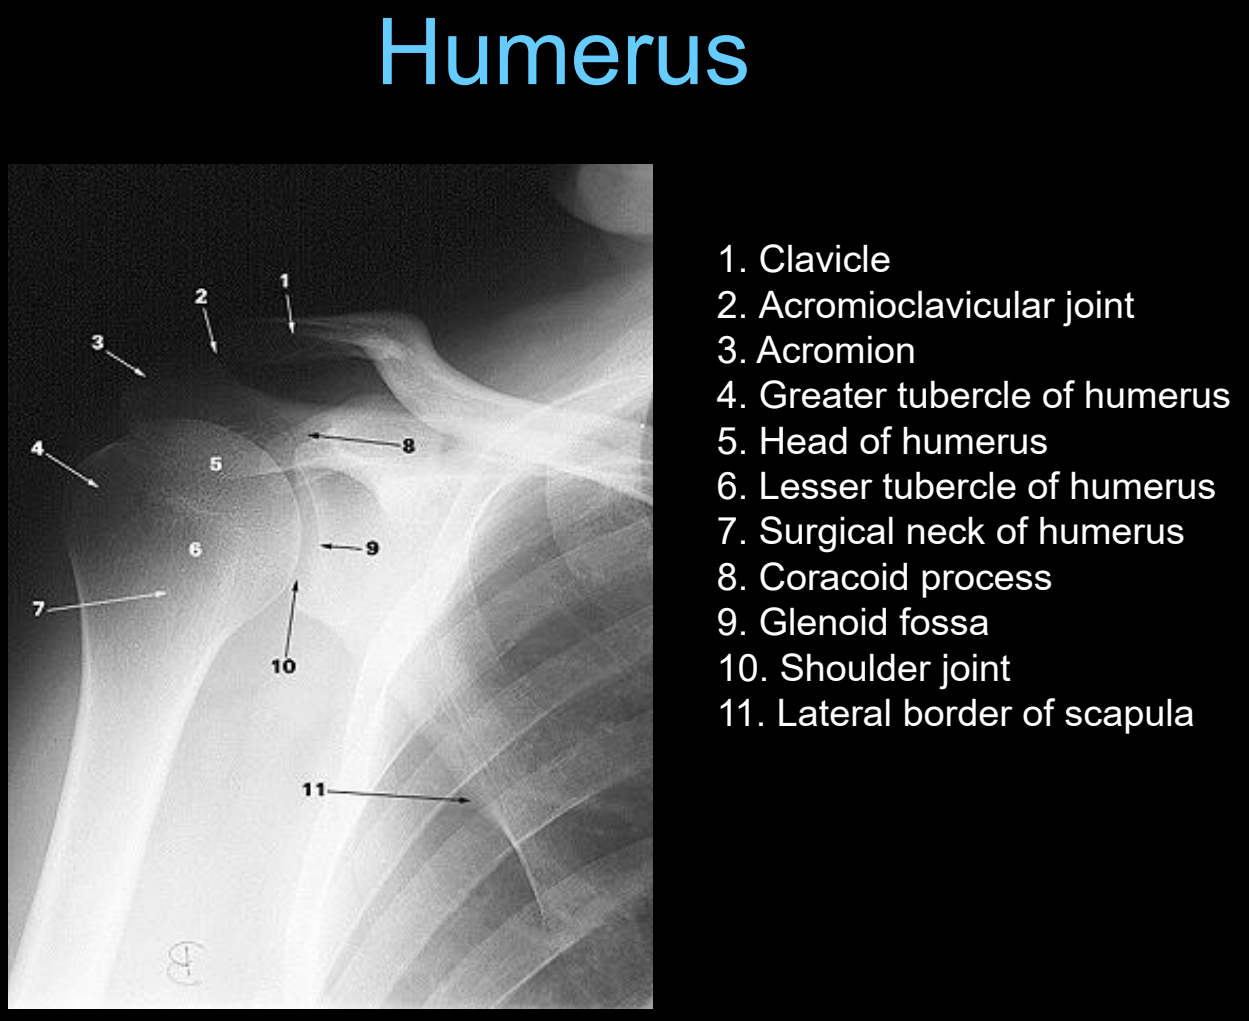 Humerus
1
2
3
4
5
8
6
9
7
10
11
1. Clavicle
2. Acromioclavicular joint
3. Acromion
4. Greater tubercle of humerus
5. Head of humerus
6. Lesser tubercle of humerus
7. Surgical neck of humerus
8. Coracoid process
9. Glenoid fossa
10. Shoulder joint
11. Lateral border of scapula